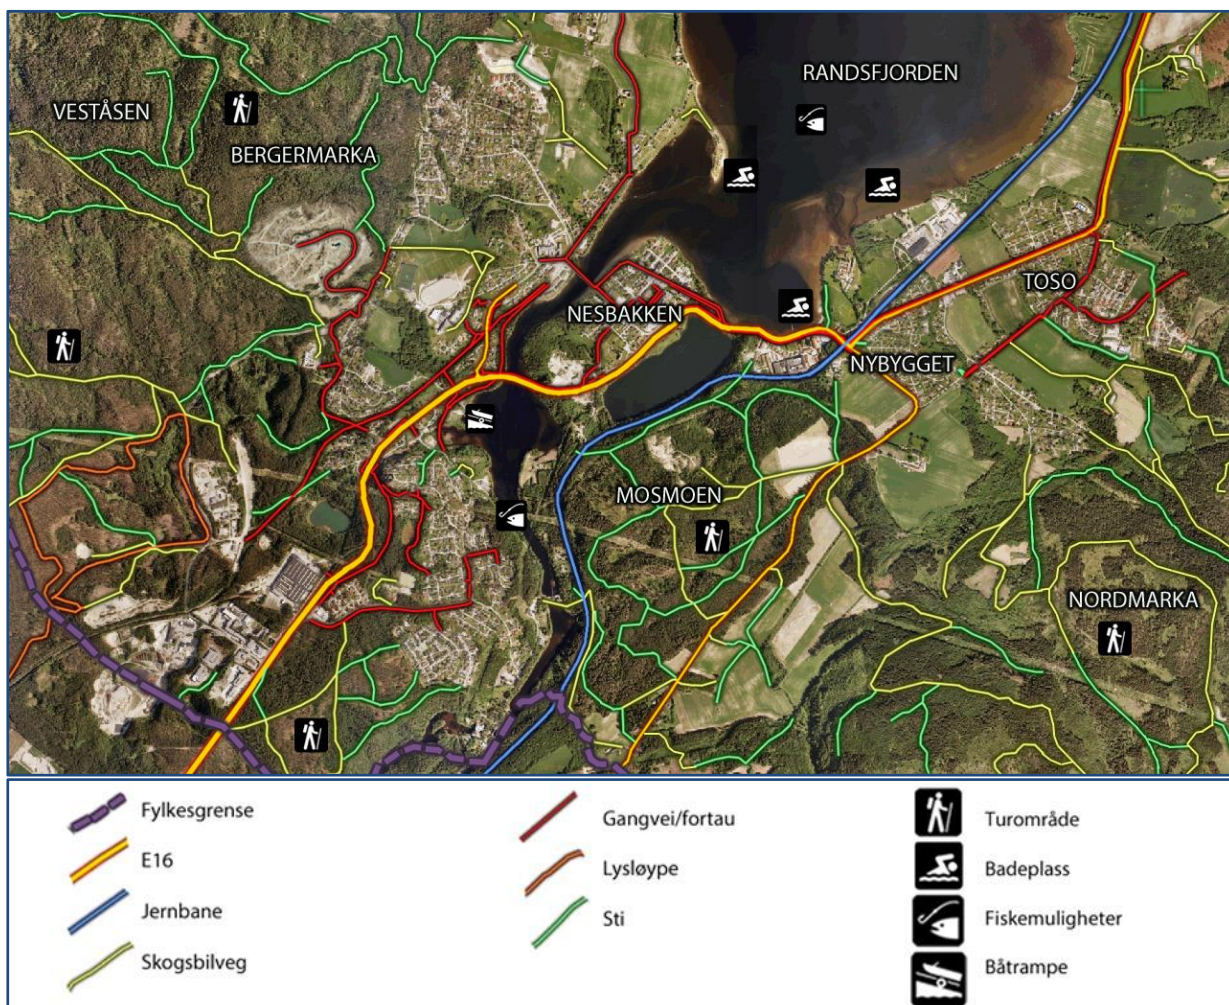 RANDSFJORDEN
VESTÅSEN
BERGERMARKA
TOSO
NESBAKKEN
NYBYGGET
MOSMOEN
NORDMARKA
Fylkesgrense
E16
Jernbane
Skogsbilveg
Gangvei/fortau
Lysløype
Sti
Turområde
Badeplass
Fiskemuligheter
Båtrampe